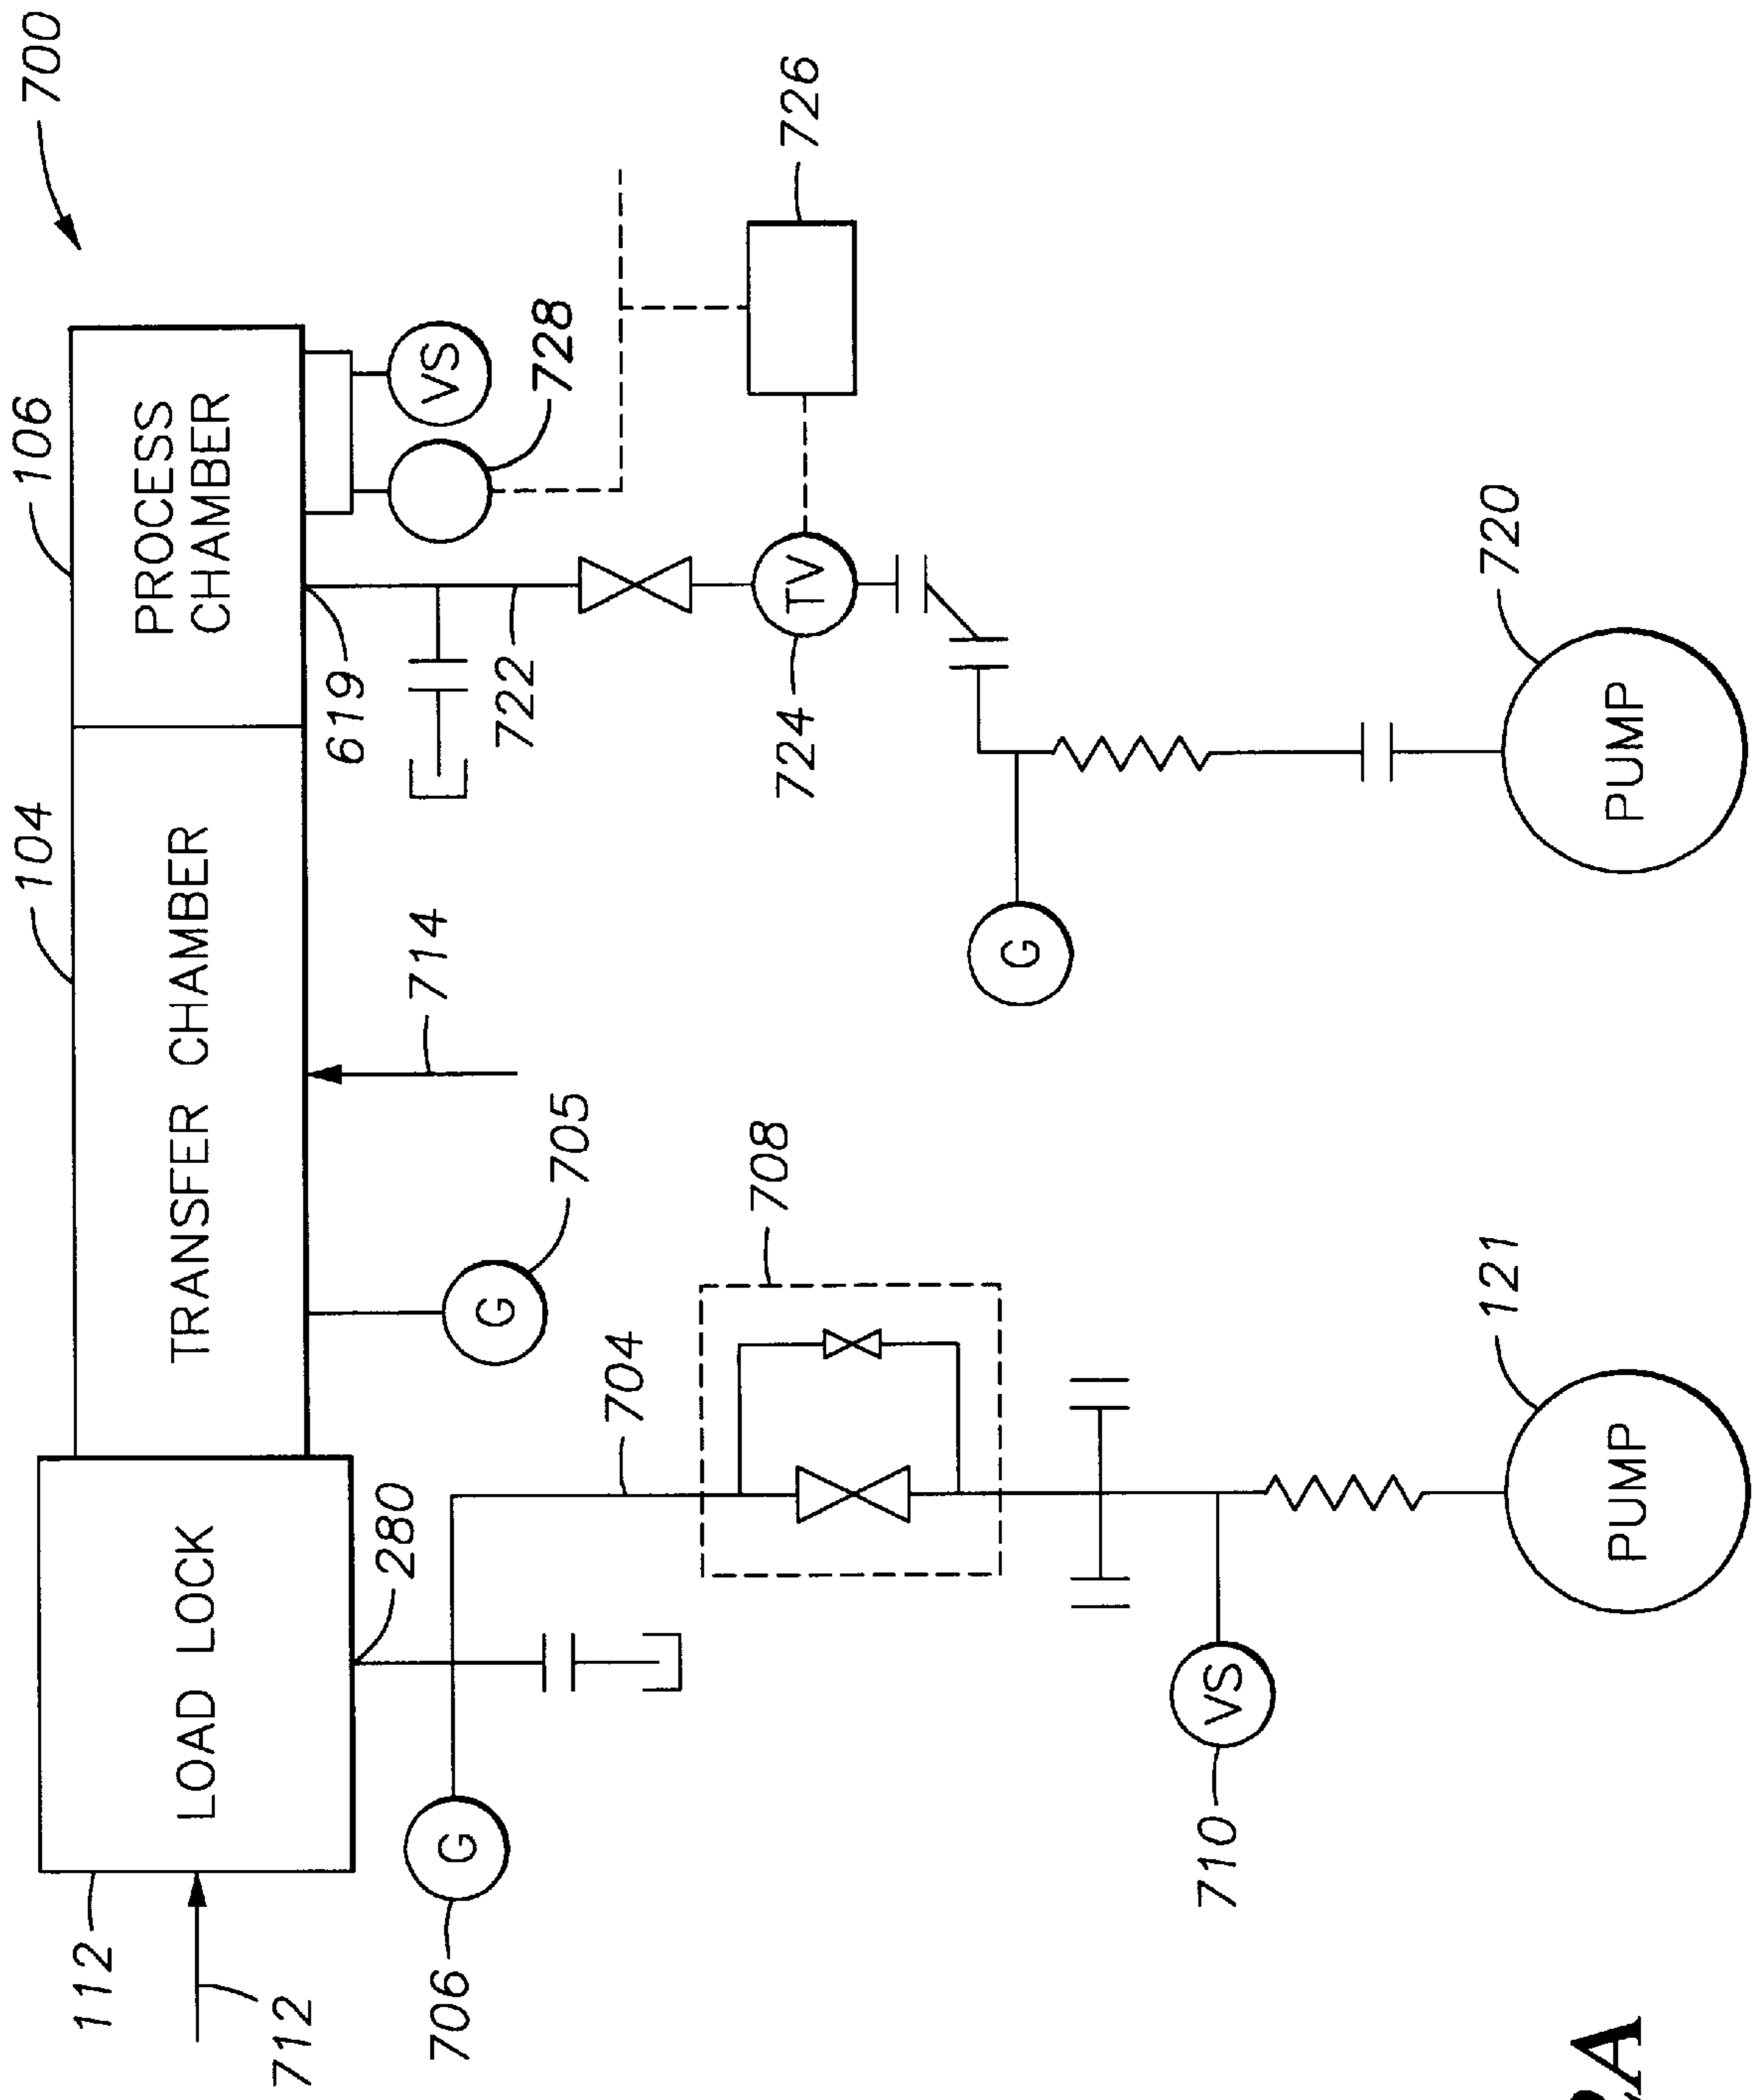 700
106
104
PROCESS
CHAMBER
TRANSFER CHAMBER
LOAD LOCK
112
712
280
619
728
VS
726
722
TV
724
714
G
705
704
708
G
706
G
VS
710
PUMP
121
PUMP
720